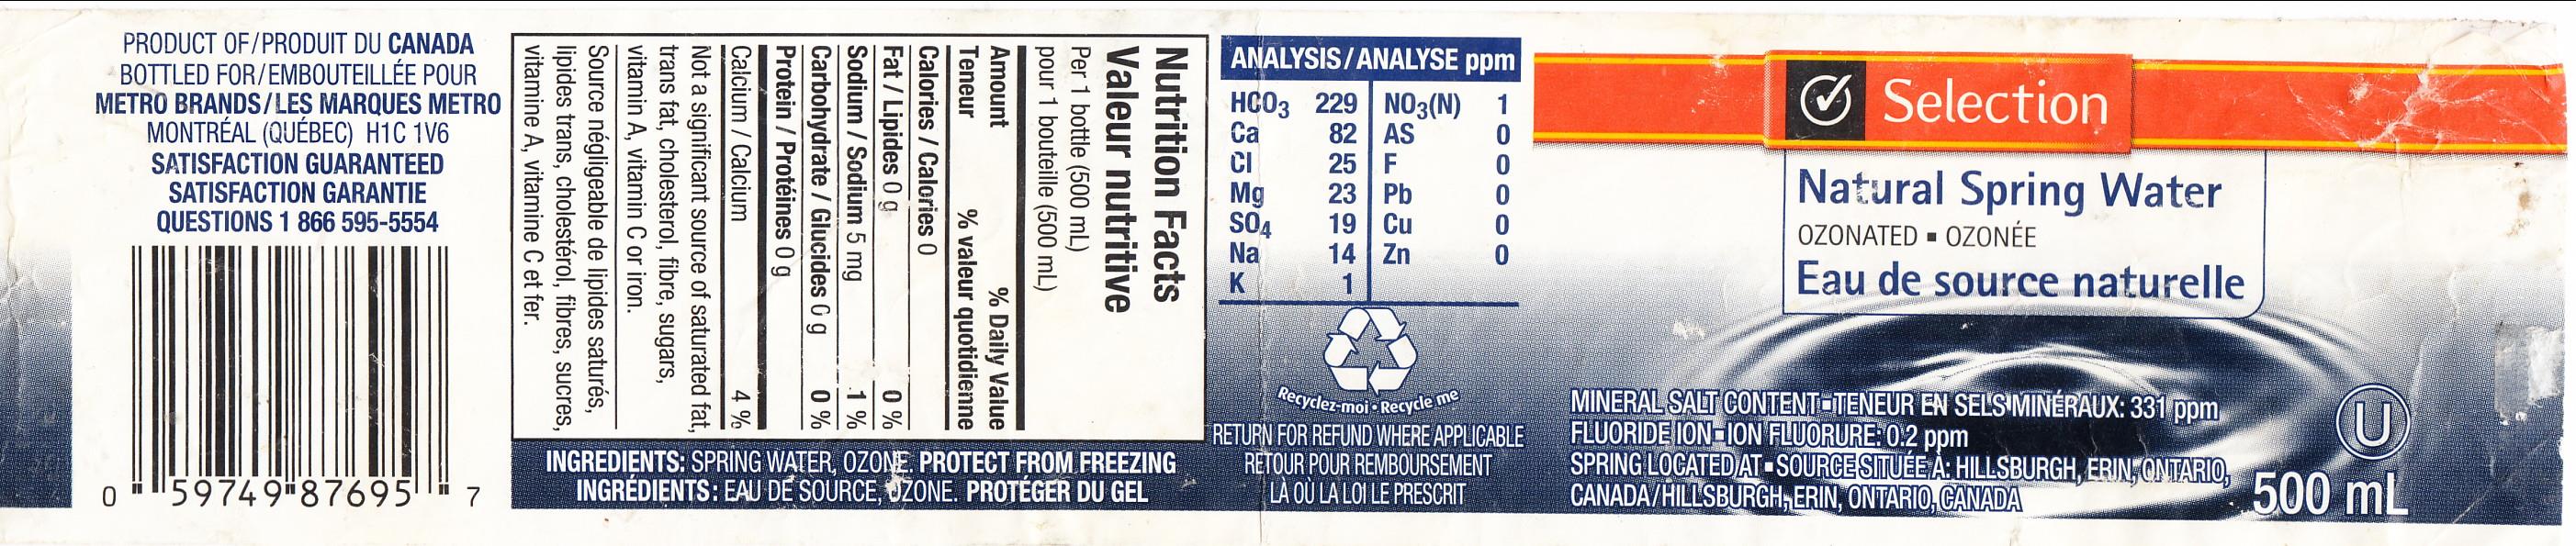 PRODUCT OF/PRODUIT DU CANADA
BOTTLED FOR/EMBOUTEILLÉE POUR
METRO BRANDS/LES MARQUES METRO
MONTRÉAL (QUÉBEC) H1C 1V6
SATISFACTION GUARANTEED
SATISFACTION GARANTIE
QUESTIONS 1 866 595-5554
0 59749 87695 7
Nutrition Facts
Valeur nutritive
Per 1 bottle (500 mL)
pour 1 bouteille (500 mL)
Amount % Daily Value
Teneur % valeur quotidienne
Calories / Calories 0
Fat / Lipides 0 g 0 %
Sodium / Sodium 5 mg 1 %
Carbohydrate / Glucides 0 g 0 %
Protein / Protéines 0 g
Calcium / Calcium 4 %
Not a significant source of saturated fat,
trans fat, cholesterol, fibre, sugars,
vitamin A, vitamin C or iron.
Source négligeable de lipides saturés,
lipides trans, cholestérol, fibres, sucres,
vitamine A, vitamine C et fer.
INGREDIENTS: SPRING WATER, OZONE. PROTECT FROM FREEZING
INGRÉDIENTS: EAU DE SOURCE, OZONE. PROTÉGER DU GEL
ANALYSIS/ANALYSE ppm
HCO3 229 NO3(N) 1
Ca 82 AS 0
Cl 25 F 0
Mg 23 Pb 0
SO4 19 Cu 0
Na 14 Zn 0
K 1
Recyclez-moi • Recycle me
RETURN FOR REFUND WHERE APPLICABLE
RETOUR POUR REMBOURSEMENT
LÀ OÙ LA LOI LE PRESCRIT
Selection
Natural Spring Water
OZONATED ▪ OZONÉE
Eau de source naturelle
MINERAL SALT CONTENT▪TENEUR EN SELS MINÉRAUX: 331 ppm
FLUORIDE ION▪ION FLUORURE: 0.2 ppm
SPRING LOCATED AT▪SOURCE SITUÉE À: HILLSBURGH, ERIN, ONTARIO,
CANADA/HILLSBURGH, ERIN, ONTARIO, CANADA
U
500 mL